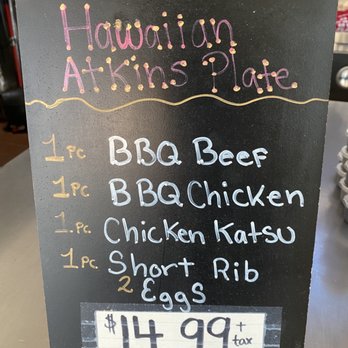 Hawaiian
Atkins Plate
1 PC BBQ Beef
1 PC BBQ Chicken
1. PC. Chicken Katsu
1 PC. Short Rib
2 Eggs
$14.99 + tax